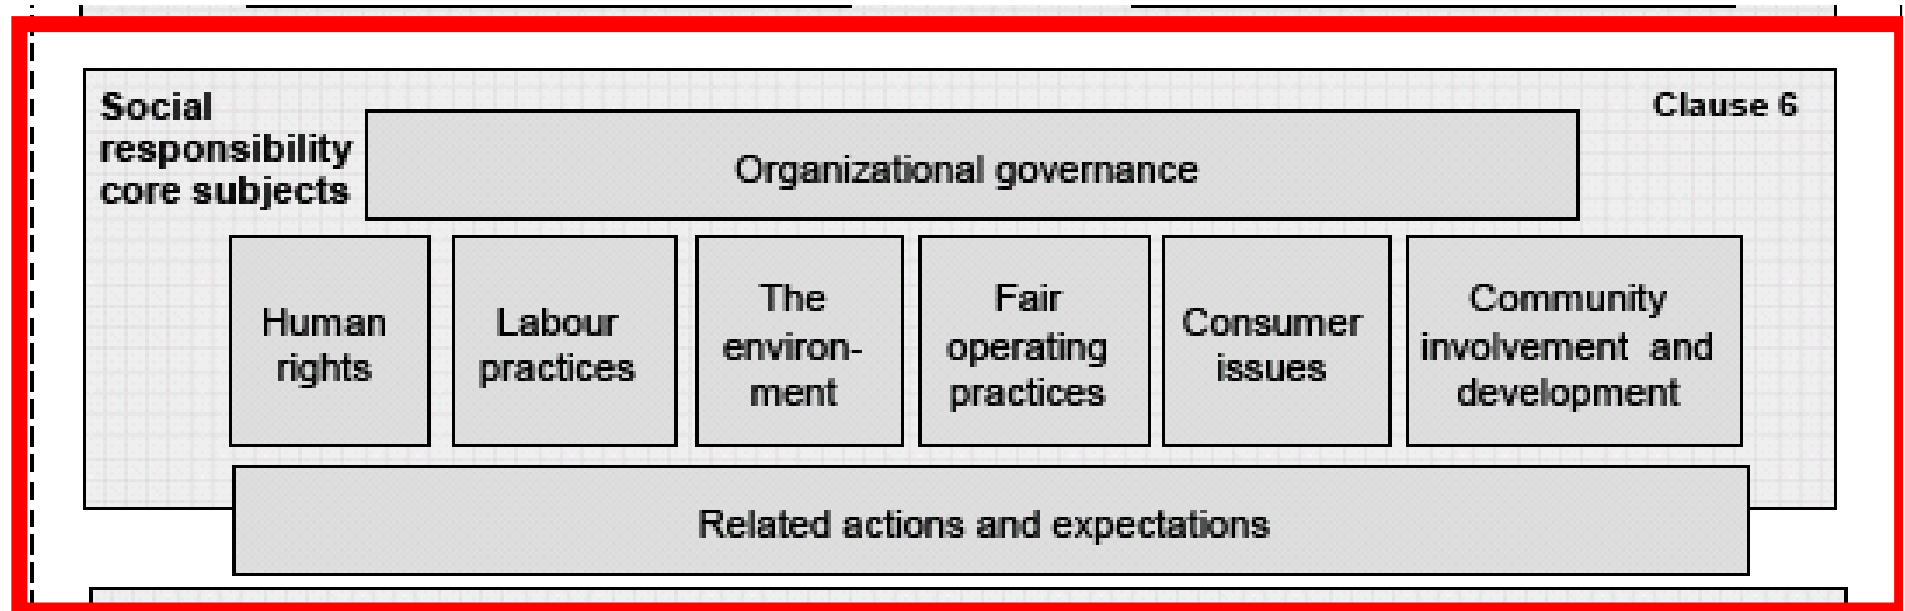 Social
responsibility
core subjects
Clause 6
Organizational governance
Human
rights
Labour
practices
The
environ-
ment
Fair
operating
practices
Consumer
issues
Community
involvement and
development
Related actions and expectations